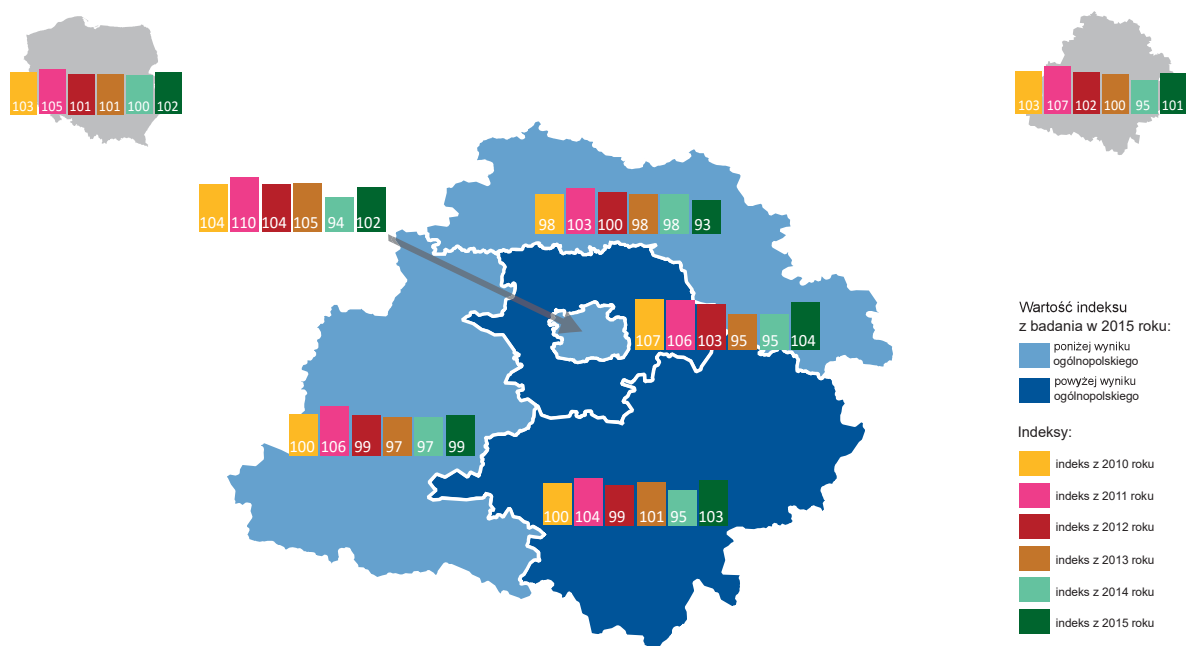 103 105 101 101 100 102
103 107 102 100 95 101
104 110 104 105 94 102
98 103 100 98 98 93
107 106 103 95 95 104
100 106 99 97 97 99
100 104 99 101 95 103
Wartość indeksu
z badania w 2015 roku:
poniżej wyniku
ogólnopolskiego
powyżej wyniku
ogólnopolskiego
Indeksy:
indeks z 2010 roku
indeks z 2011 roku
indeks z 2012 roku
indeks z 2013 roku
indeks z 2014 roku
indeks z 2015 roku